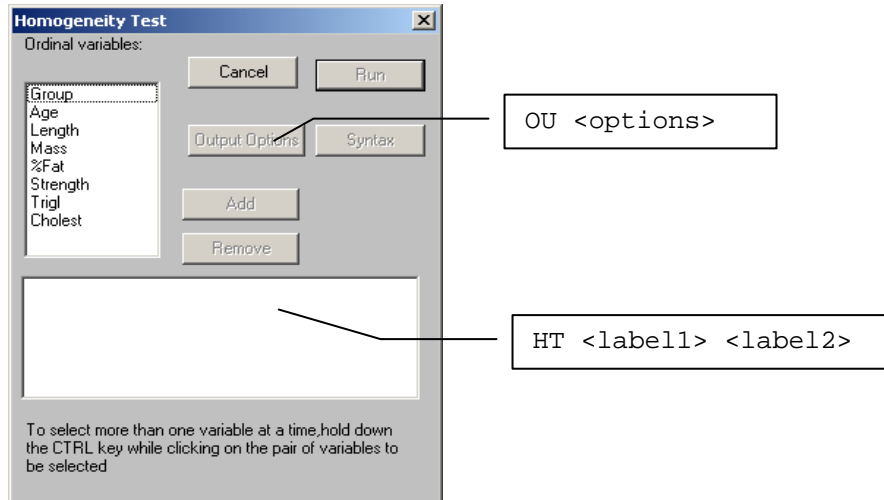 Homogeneity Test
Ordinal variables:
Cancel
Run
Group
Age
Length
Mass
%Fat
Strength
Trigl
Cholest
Output Options
Syntax
Add
Remove
OU <options>
HT <label1> <label2>
To select more than one variable at a time,hold down
the CTRL key while clicking on the pair of variables to
be selected